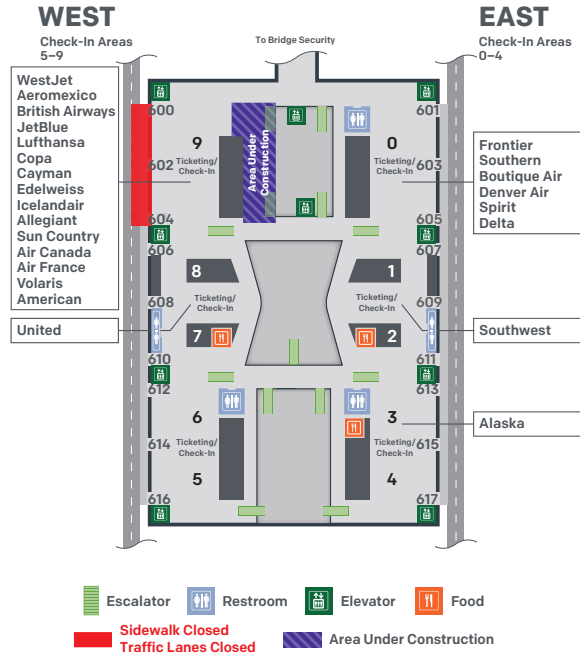 WEST
Check-In Areas
5–9
To Bridge Security
EAST
Check-In Areas
0–4
WestJet
Aeromexico
British Airways
JetBlue
Lufthansa
Copa
Cayman
Edelweiss
Icelandair
Allegiant
Sun Country
Air Canada
Air France
Volaris
American
United
Frontier
Southern
Boutique Air
Denver Air
Spirit
Delta
Southwest
Alaska
600
601
9
Ticketing/
Check-In
Area Under
Construction
0
Ticketing/
Check-In
602
603
604
605
606
607
8
1
608
609
Ticketing/
Check-In
Ticketing/
Check-In
7
2
610
611
612
613
6
Ticketing/
Check-In
5
3
Ticketing/
Check-In
4
614
615
616
617
Escalator
Restroom
Elevator
Food
Sidewalk Closed
Traffic Lanes Closed
Area Under Construction